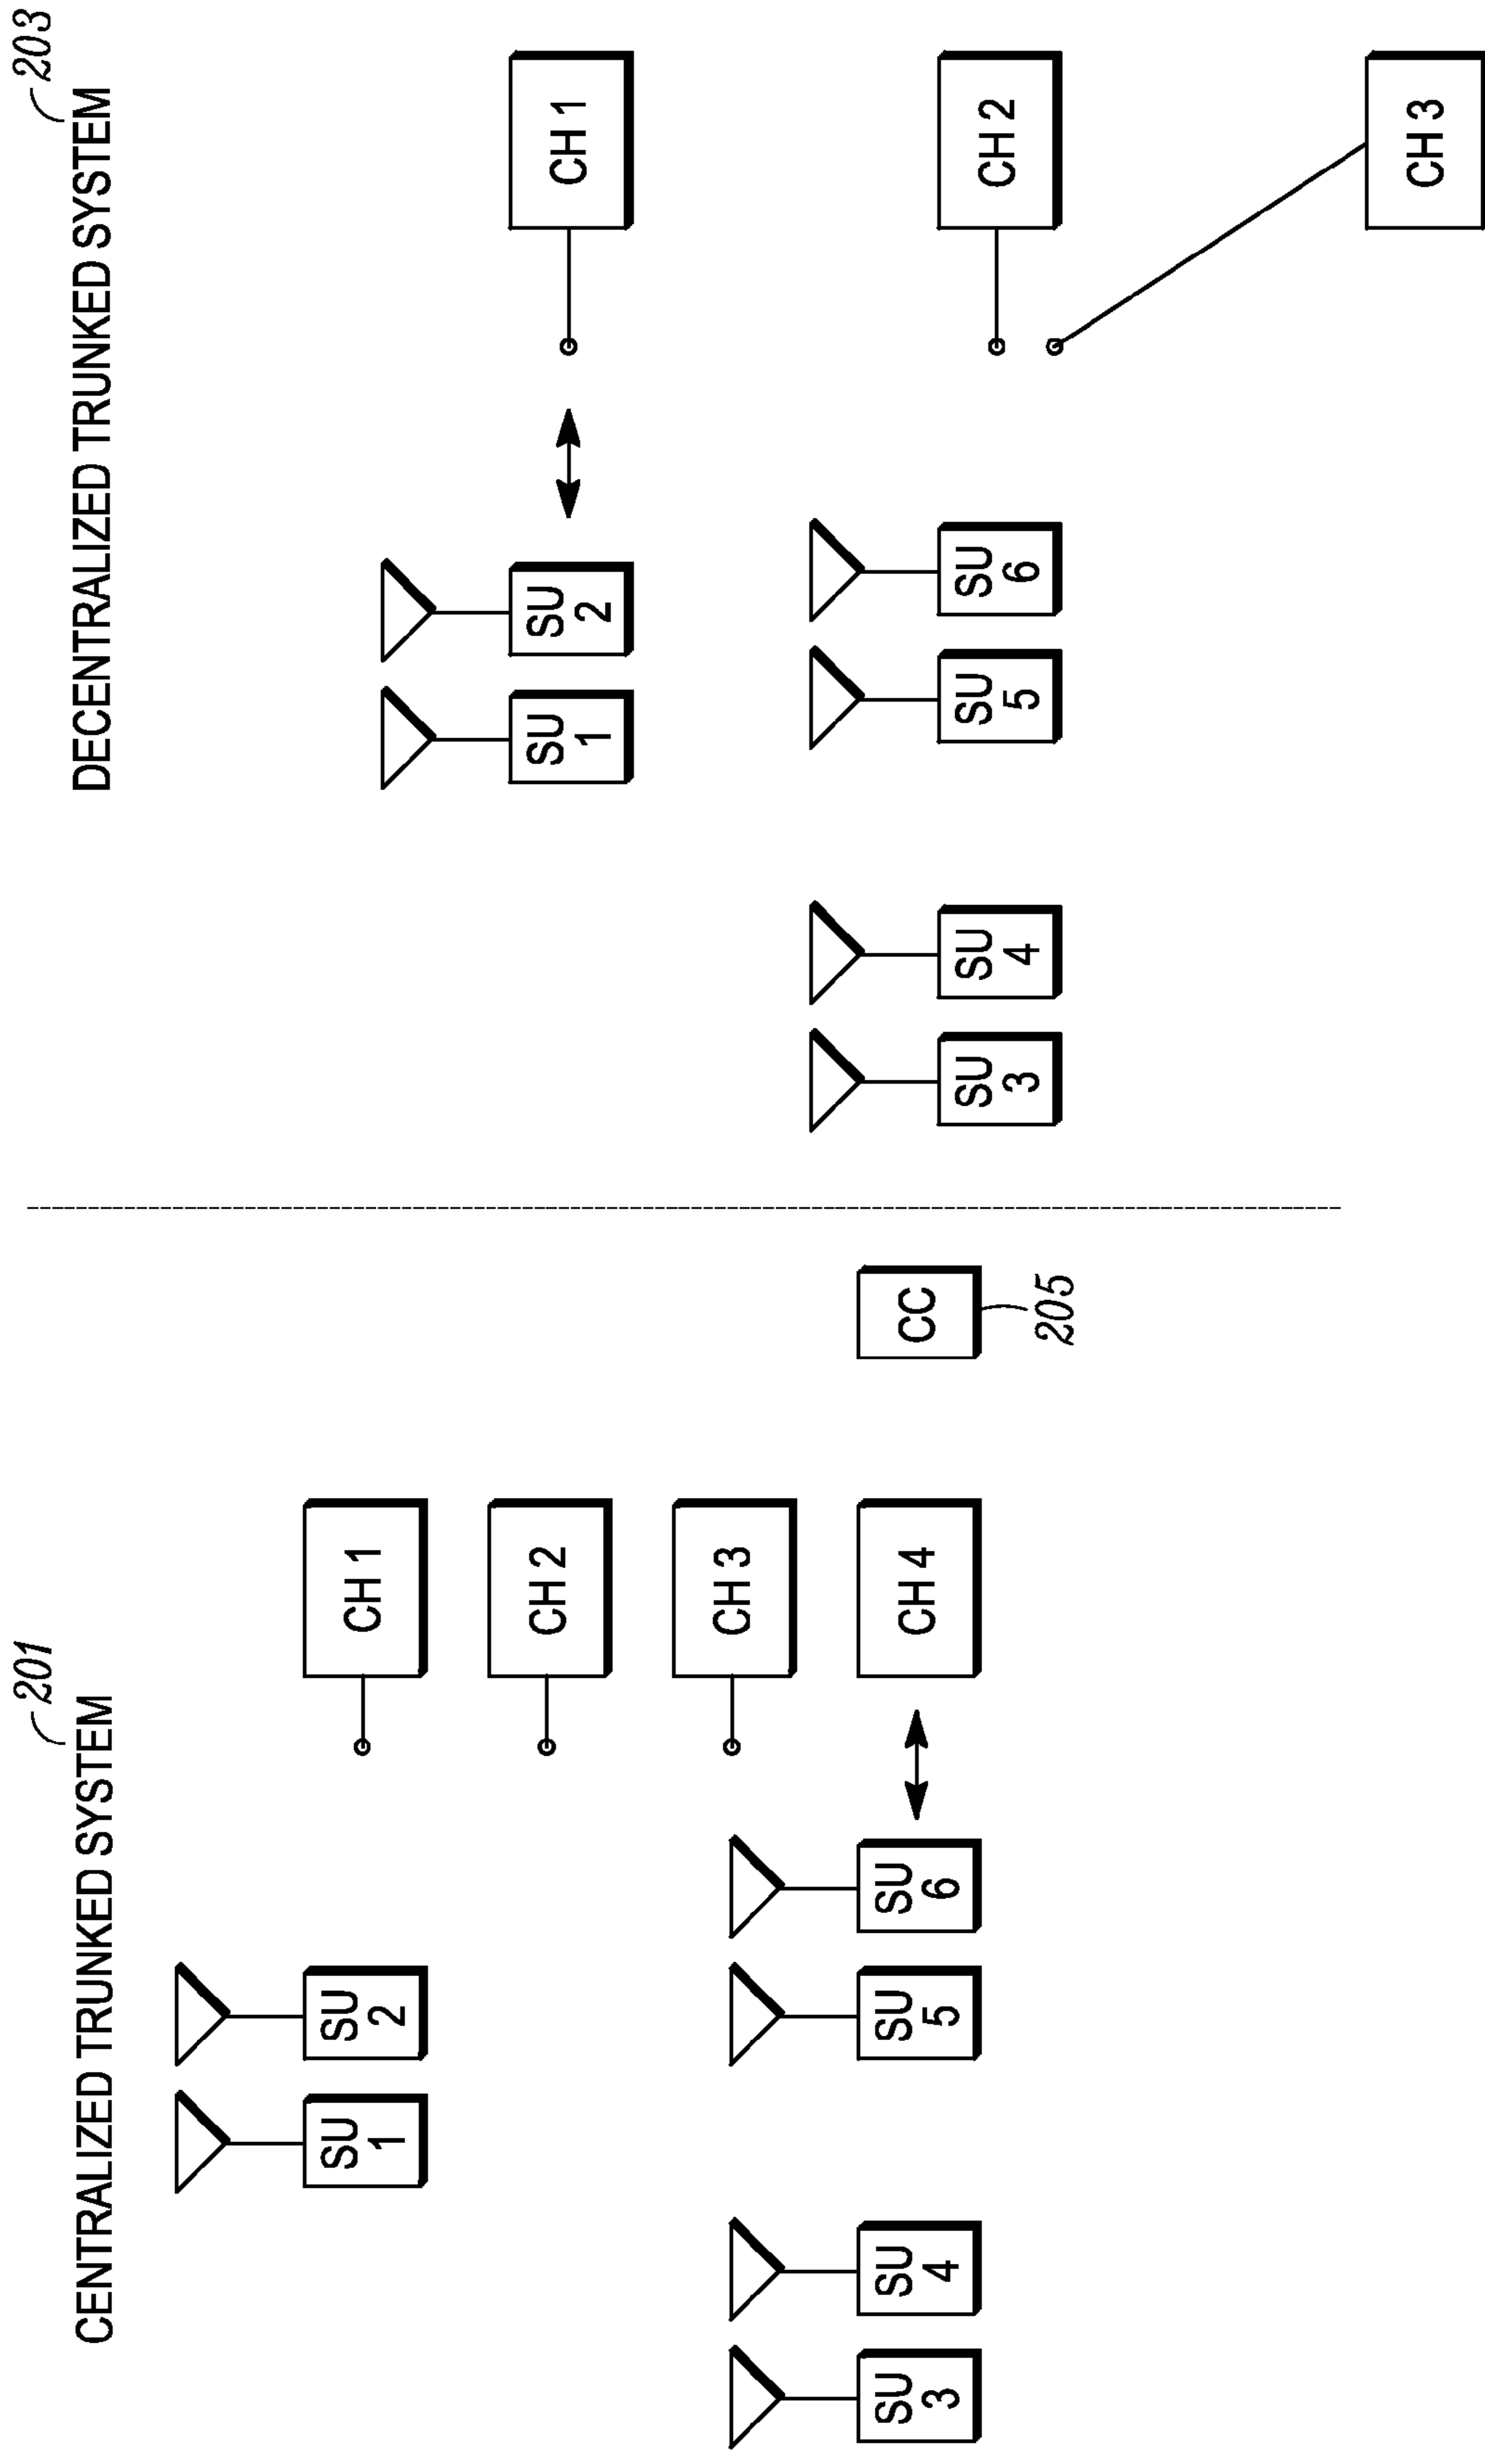 201
CENTRALIZED TRUNKED SYSTEM
SU
1
SU
2
CH 1
CH 2
CH 3
SU
3
SU
4
SU
5
SU
6
CH 4
CC
205
203
DECENTRALIZED TRUNKED SYSTEM
SU
1
SU
2
CH 1
SU
3
SU
4
SU
5
SU
6
CH 2
CH 3